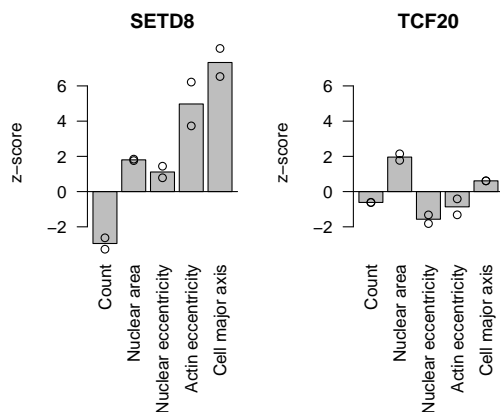 SETD8
z−score
6
4
2
0
−2
Count
Nuclear area
Nuclear eccentricity
Actin eccentricity
Cell major axis
TCF20
z−score
6
4
2
0
−2
Count
Nuclear area
Nuclear eccentricity
Actin eccentricity
Cell major axis